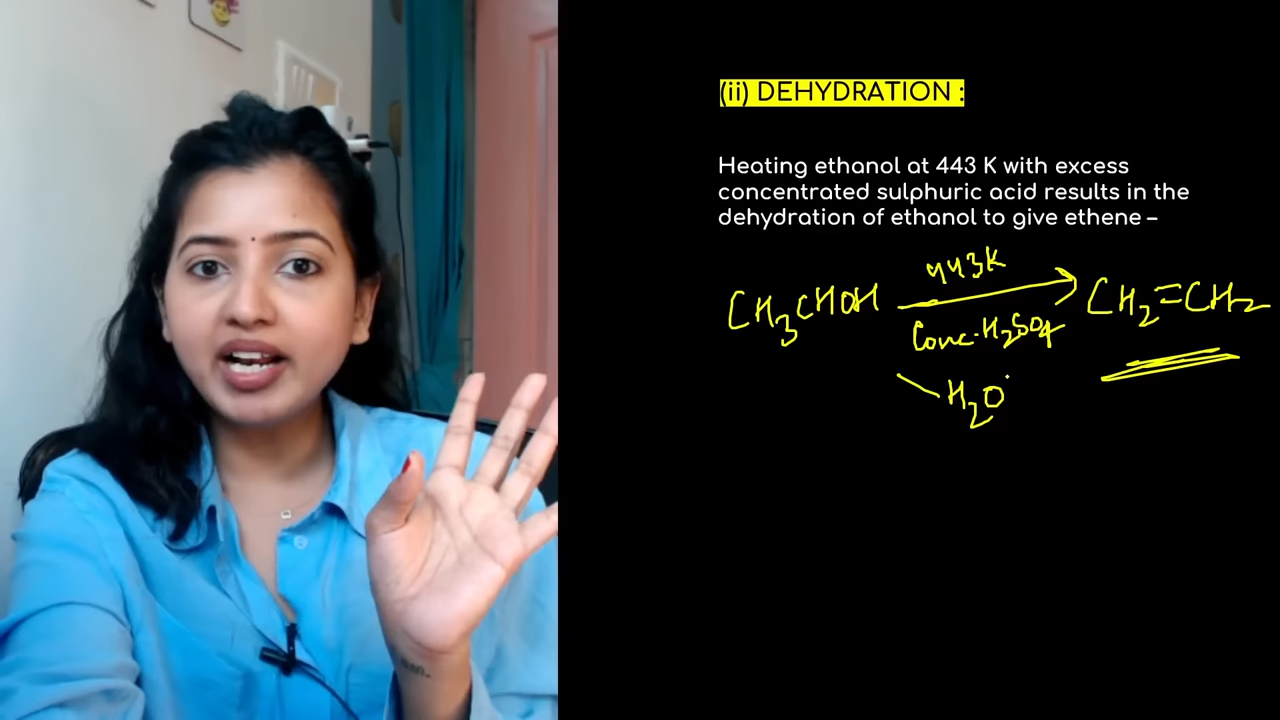 (ii) DEHYDRATION :
Heating ethanol at 443 K with excess
concentrated sulphuric acid results in the
dehydration of ethanol to give ethene –
443K
CH3CHOH → CH2=CH2
Conc. H2SO4
H2O